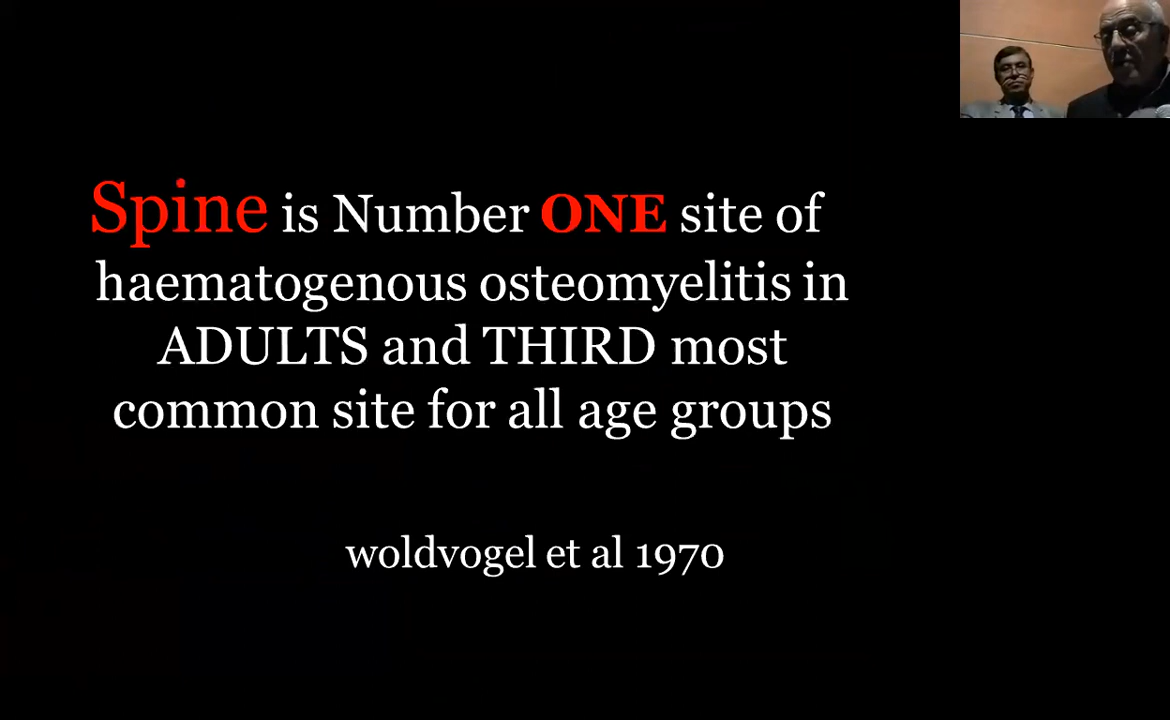 Spine is Number ONE site of
haematogenous osteomyelitis in
ADULTS and THIRD most
common site for all age groups
woldvogel et al 1970